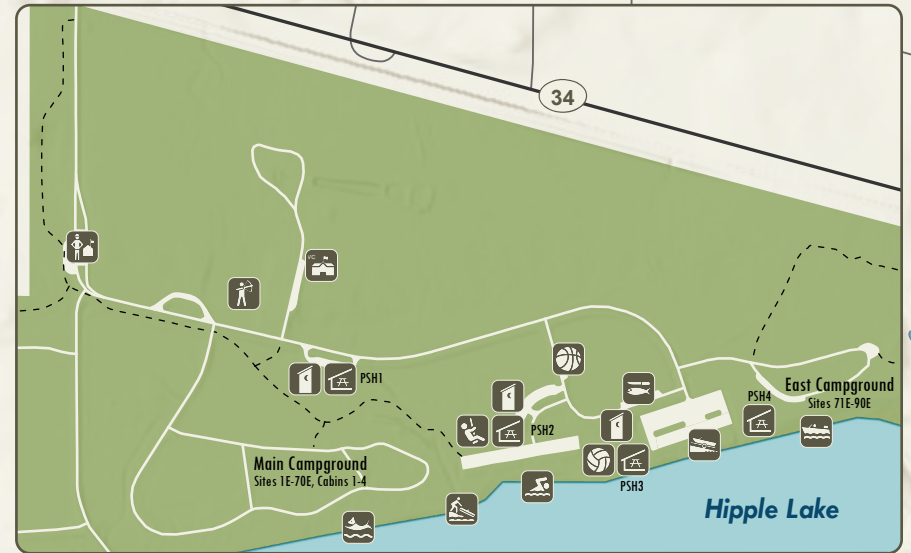 34
VC
PSH1
East Campground
Sites 71E-90E
PSH4
PSH2
Main Campground
Sites 1E-70E, Cabins 1-4
PSH3
Hipple Lake